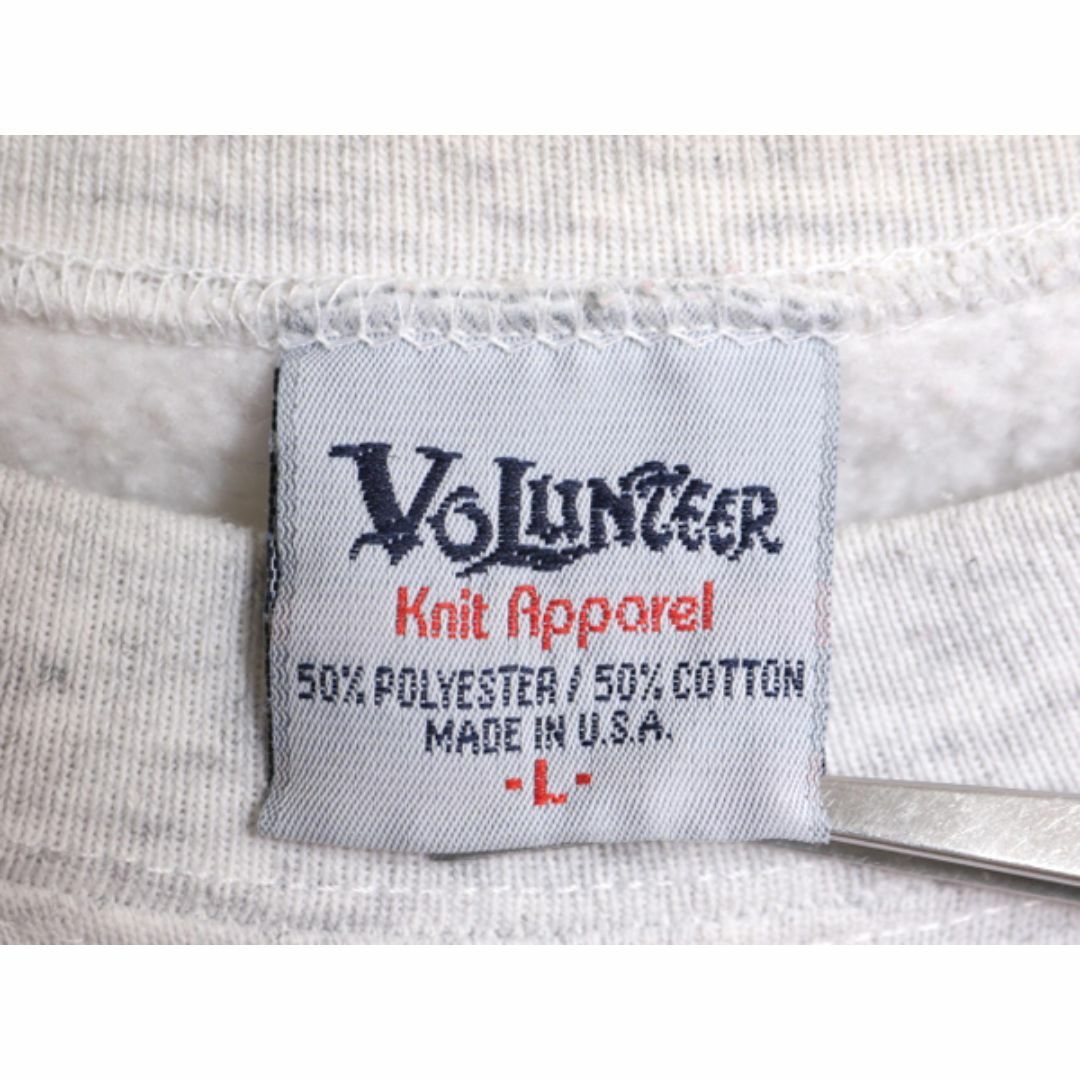 VOLUNTEER
Knit Apparel
50% POLYESTER / 50% COTTON
MADE IN U.S.A.
-L-